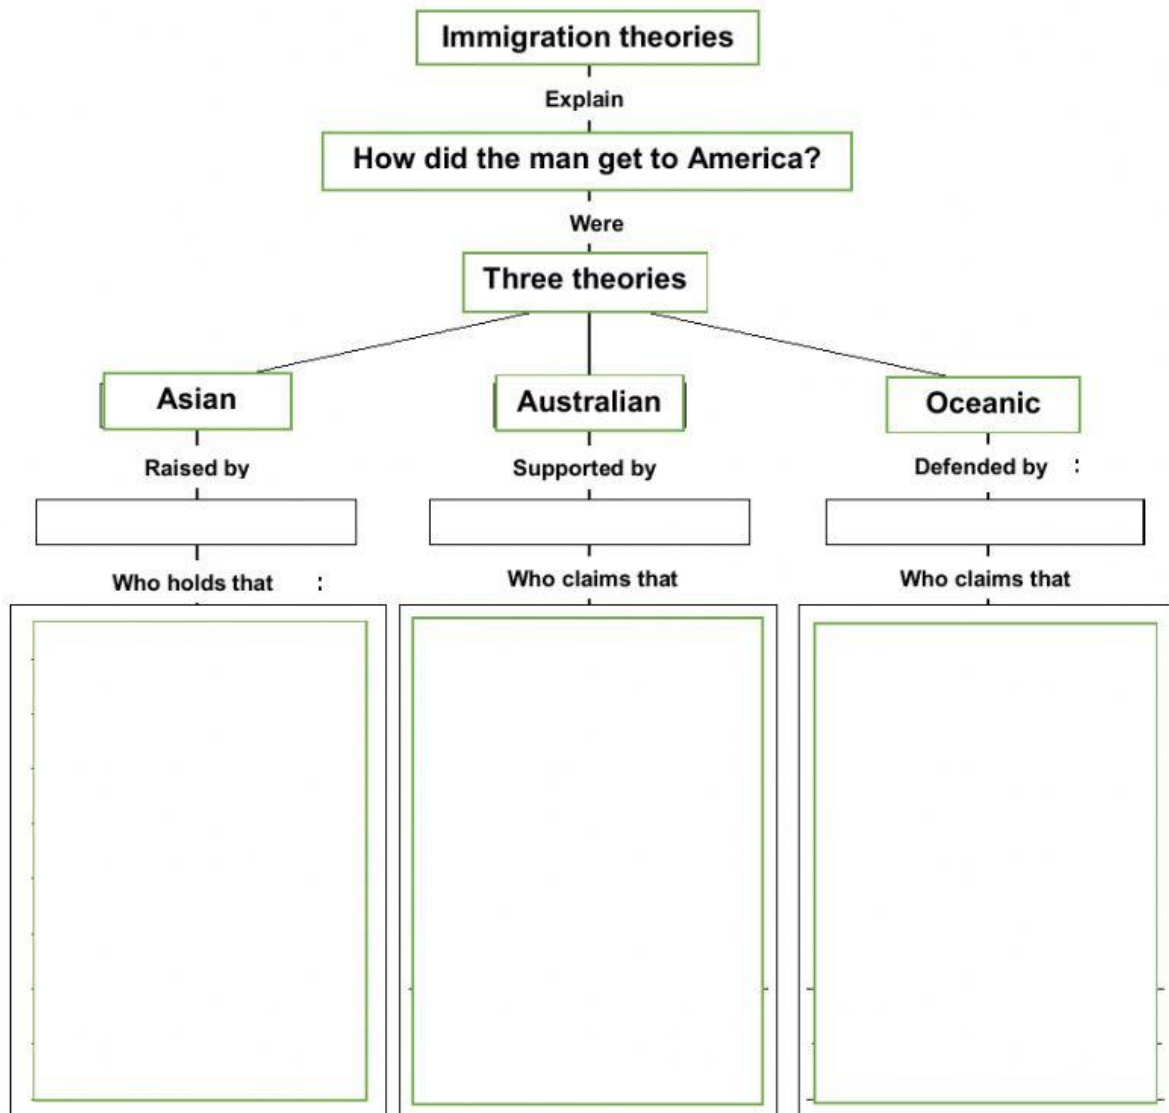 Immigration theories
Explain
How did the man get to America?
Were
Three theories
Asian
Australian
Oceanic
Raised by
Supported by
Defended by :
Who holds that :
Who claims that
Who claims that